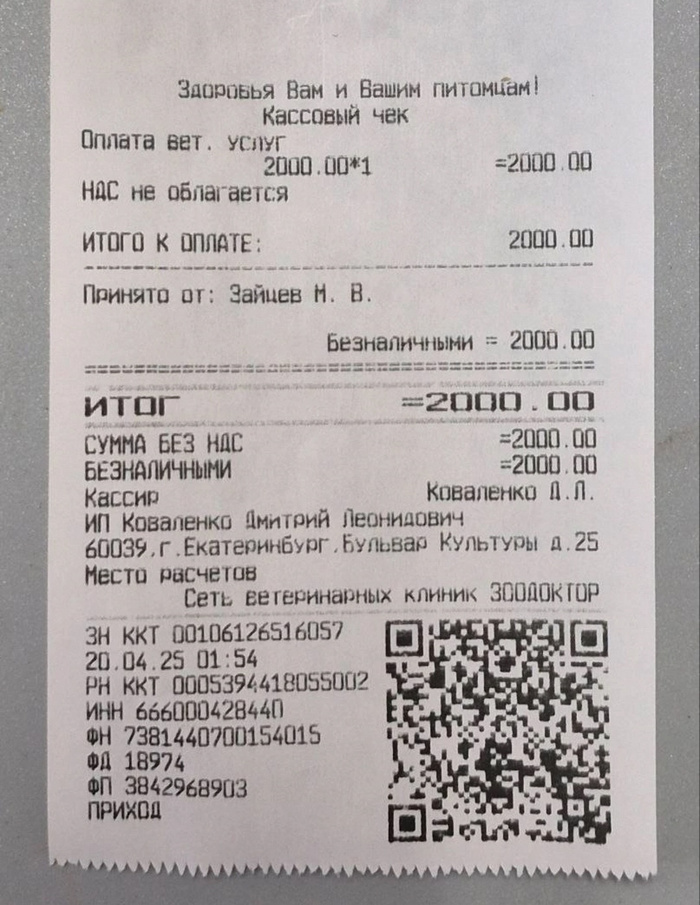 Здоровья Вам и Вашим питомцам!
Кассовый чек
Оплата вет. услуг
2000.00*1 =2000.00
НДС не облагается
ИТОГО К ОПЛАТЕ: 2000.00
Принято от: Зайцев М. В.
Безналичными = 2000.00
ИТОГ =2000.00
СУММА БЕЗ НДС =2000.00
БЕЗНАЛИЧНЫМИ =2000.00
Кассир Коваленко Д.Л.
ИП Коваленко Дмитрий Леонидович
60039,г.Екатеринбург,Бульвар Культуры д.25
Место расчетов
Сеть ветеринарных клиник ЗООДОКТОР
ЗН ККТ 00106126516057
20.04.25 01:54
РН ККТ 0005394418055002
ИНН 666000428440
ФН 7381440700154015
ФД 18974
ФП 3842968903
ПРИХОД